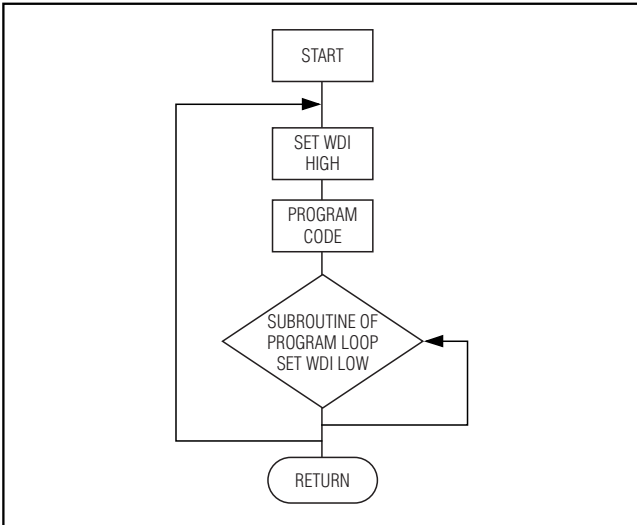 START
SET WDI
HIGH
PROGRAM
CODE
SUBROUTINE OF
PROGRAM LOOP
SET WDI LOW
RETURN